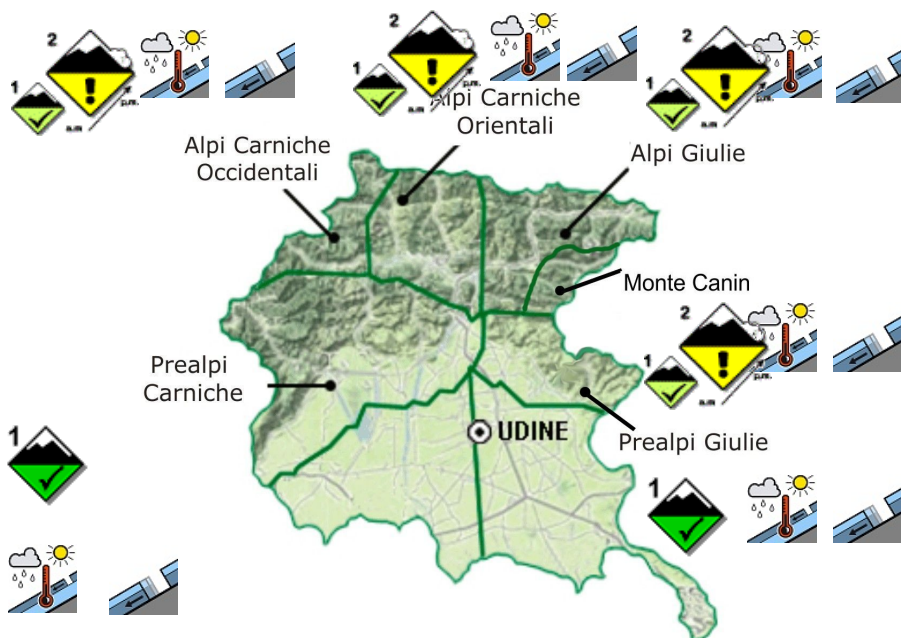 2
1
a.m
p.m.
2
1
a.m
p.m.
2
1
a.m
p.m.
Alpi Carniche
Orientali
Alpi Carniche
Occidentali
Alpi Giulie
Monte Canin
2
1
a.m
p.m.
Prealpi
Carniche
UDINE
Prealpi Giulie
1
1